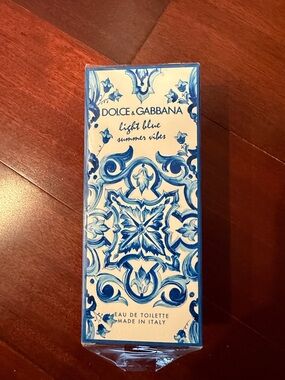 DOLCE & GABBANA
light blue
summer vibes
EAU DE TOILETTE
MADE IN ITALY